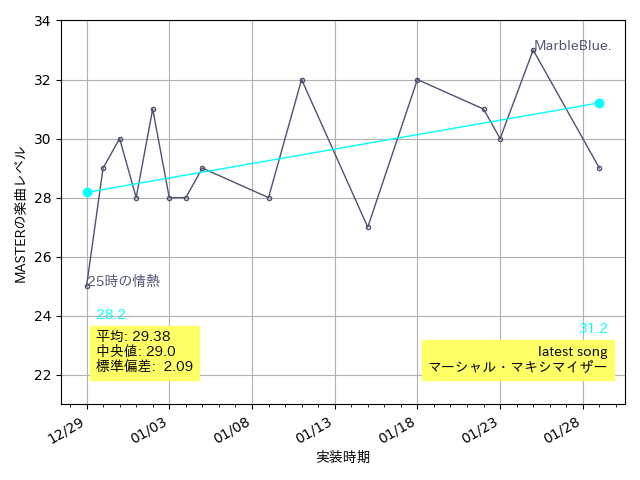 34
32
30
28
26
24
22
MASTERの楽曲レベル
MarbleBlue.
25時の情熱
28.2
平均: 29.38
中央値: 29.0
標準偏差:  2.09
31.2
latest song
マーシャル・マキシマイザー
12/29
01/03
01/08
01/13
01/18
01/23
01/28
実装時期